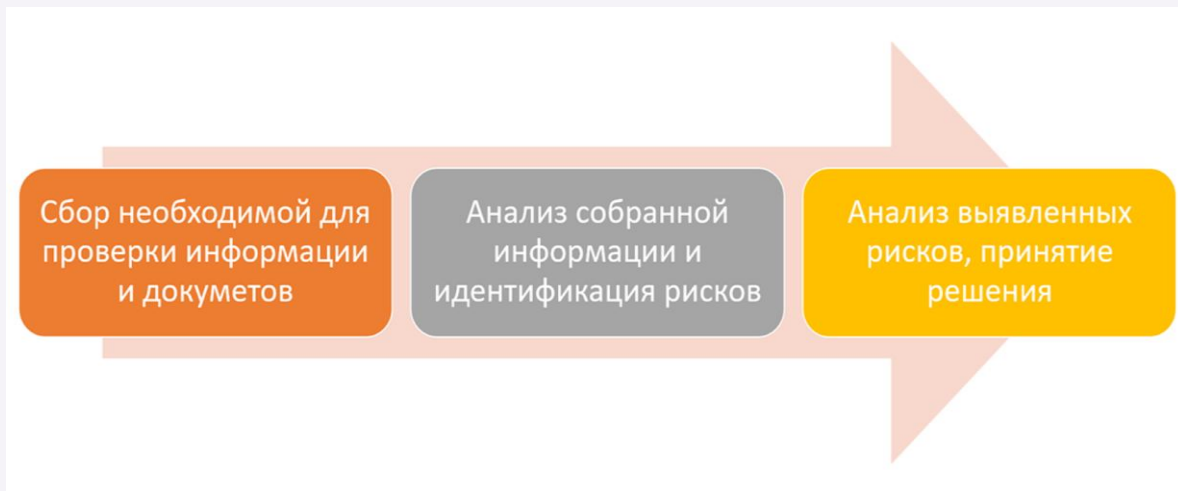 Сбор необходимой для
проверки информации
и докуметов
Анализ собранной
информации и
идентификация рисков
Анализ выявленных
рисков, принятие
решения